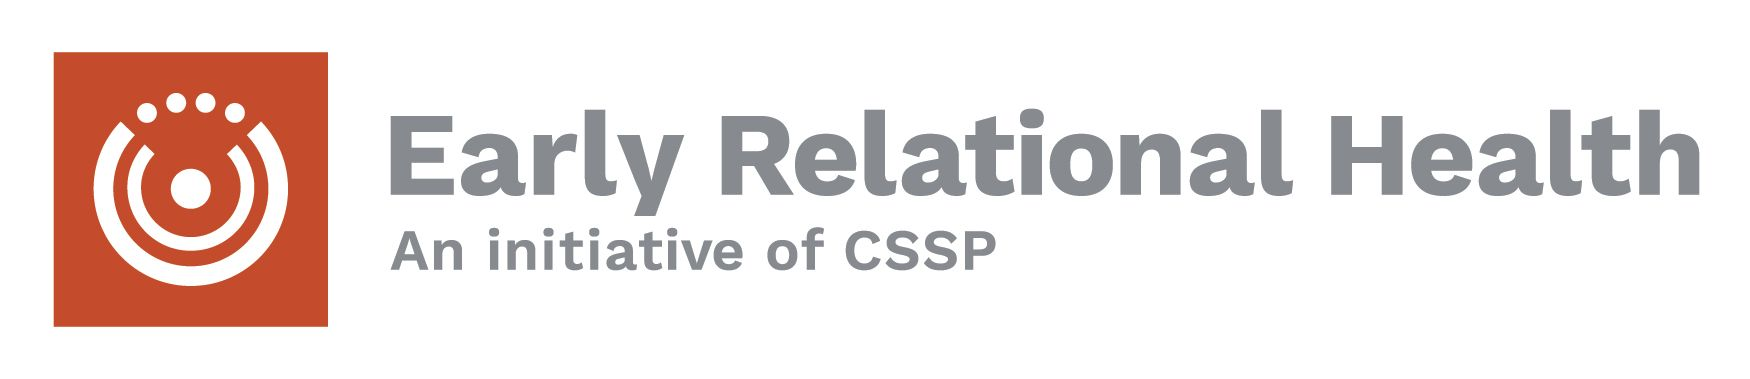 Early Relational Health
An initiative of CSSP